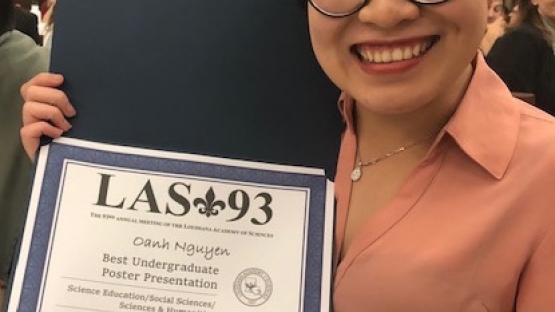 LAS 93
THE 93RD ANNUAL MEETING OF THE LOUISIANA ACADEMY OF SCIENCES
Oanh Nguyen
Best Undergraduate
Poster Presentation
Science Education/Social Sciences/
Sciences &